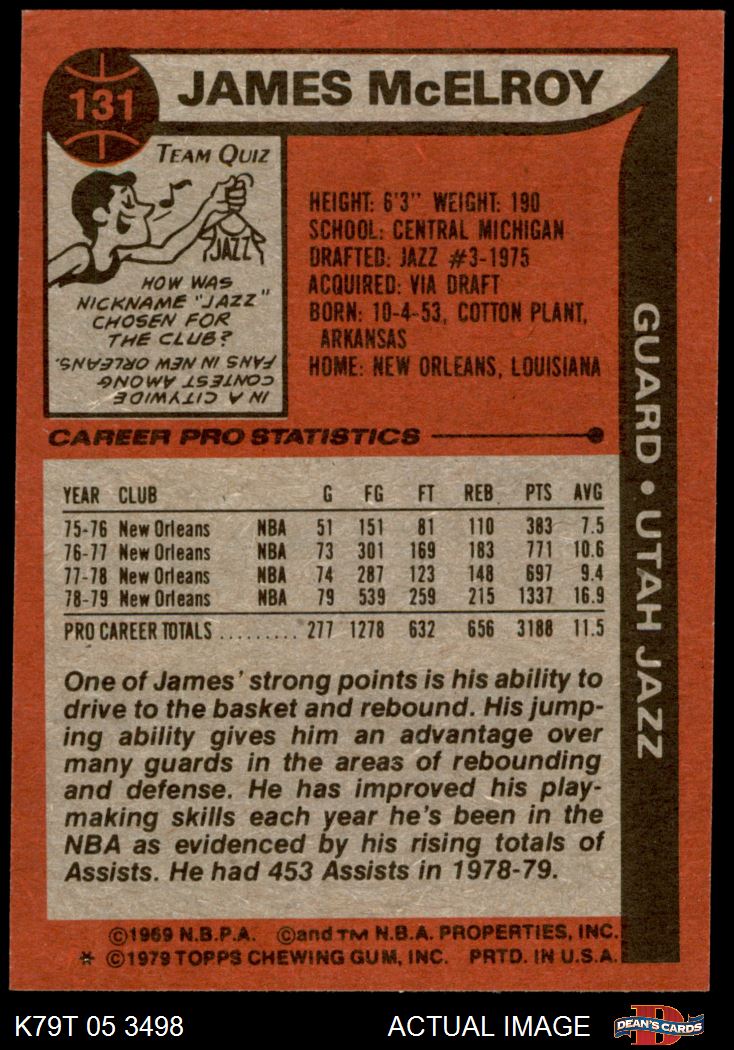 131
JAMES McELROY
TEAM QUIZ
JAZZ
HOW WAS
NICKNAME "JAZZ"
CHOSEN FOR
THE CLUB?
IN A CITYWIDE
CONTEST AMONG
FANS IN NEW ORLEANS.
HEIGHT: 6'3" WEIGHT: 190
SCHOOL: CENTRAL MICHIGAN
DRAFTED: JAZZ #3-1975
ACQUIRED: VIA DRAFT
BORN: 10-4-53, COTTON PLANT,
ARKANSAS
HOME: NEW ORLEANS, LOUISIANA
GUARD • UTAH JAZZ
CAREER PRO STATISTICS
YEAR CLUB G FG FT REB PTS AVG
75-76 New Orleans NBA 51 151 81 110 383 7.5
76-77 New Orleans NBA 73 301 169 183 771 10.6
77-78 New Orleans NBA 74 287 123 148 697 9.4
78-79 New Orleans NBA 79 539 259 215 1337 16.9
PRO CAREER TOTALS ......... 277 1278 632 656 3188 11.5
One of James' strong points is his ability to
drive to the basket and rebound. His jump-
ing ability gives him an advantage over
many guards in the areas of rebounding
and defense. He has improved his play-
making skills each year he's been in the
NBA as evidenced by his rising totals of
Assists. He had 453 Assists in 1978-79.
©1969 N.B.P.A. ©and TM N.B.A. PROPERTIES, INC.
* ©1979 TOPPS CHEWING GUM, INC. PRTD. IN U.S.A.
K79T 05 3498 ACTUAL IMAGE
D
DEAN'S CARDS